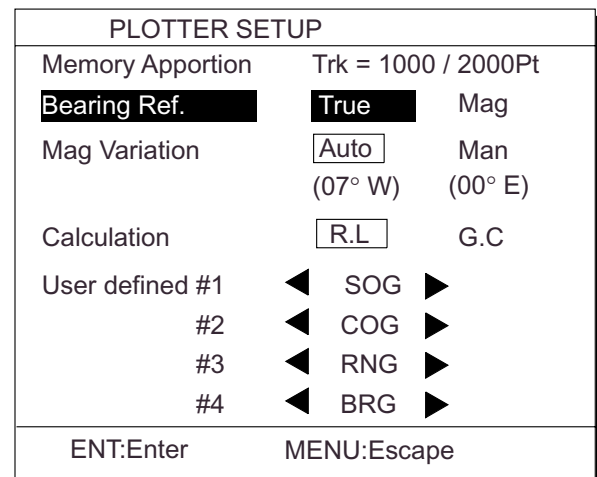 PLOTTER SETUP
Memory Apportion Trk = 1000 / 2000Pt
Bearing Ref. True Mag
Mag Variation Auto Man
(07° W) (00° E)
Calculation R.L G.C
User defined #1 ◀ SOG ▶
#2 ◀ COG ▶
#3 ◀ RNG ▶
#4 ◀ BRG ▶
ENT:Enter MENU:Escape